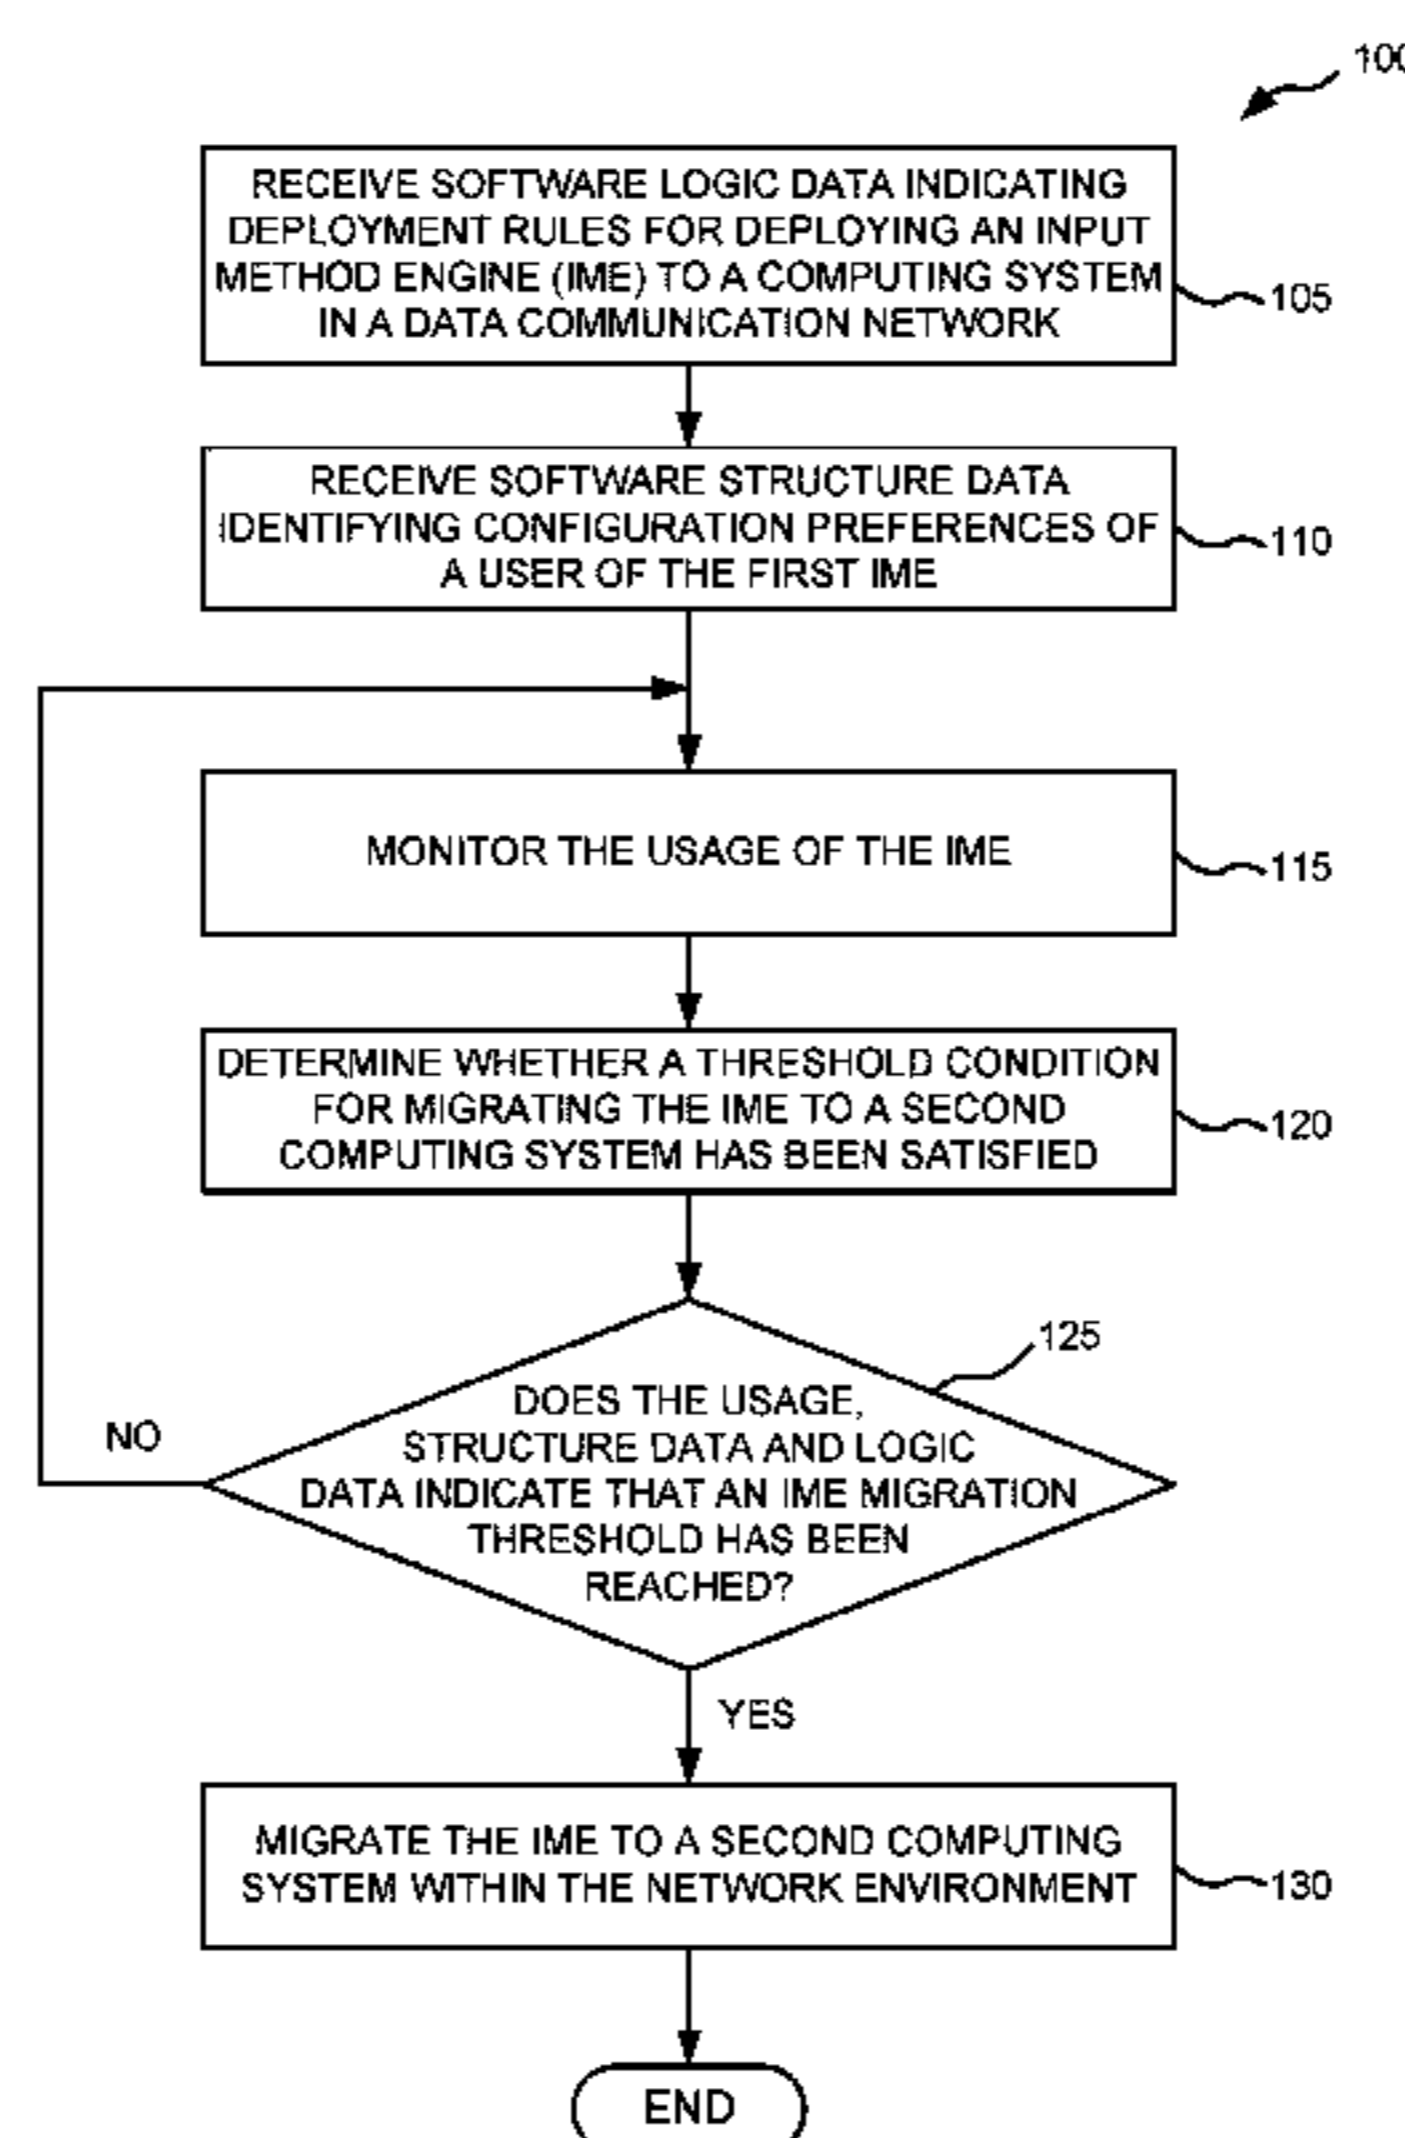 100
RECEIVE SOFTWARE LOGIC DATA INDICATING
DEPLOYMENT RULES FOR DEPLOYING AN INPUT
METHOD ENGINE (IME) TO A COMPUTING SYSTEM
IN A DATA COMMUNICATION NETWORK
105
RECEIVE SOFTWARE STRUCTURE DATA
IDENTIFYING CONFIGURATION PREFERENCES OF
A USER OF THE FIRST IME
110
MONITOR THE USAGE OF THE IME
115
DETERMINE WHETHER A THRESHOLD CONDITION
FOR MIGRATING THE IME TO A SECOND
COMPUTING SYSTEM HAS BEEN SATISFIED
120
125
DOES THE USAGE,
STRUCTURE DATA AND LOGIC
DATA INDICATE THAT AN IME MIGRATION
THRESHOLD HAS BEEN
REACHED?
NO
YES
MIGRATE THE IME TO A SECOND COMPUTING
SYSTEM WITHIN THE NETWORK ENVIRONMENT
130
END